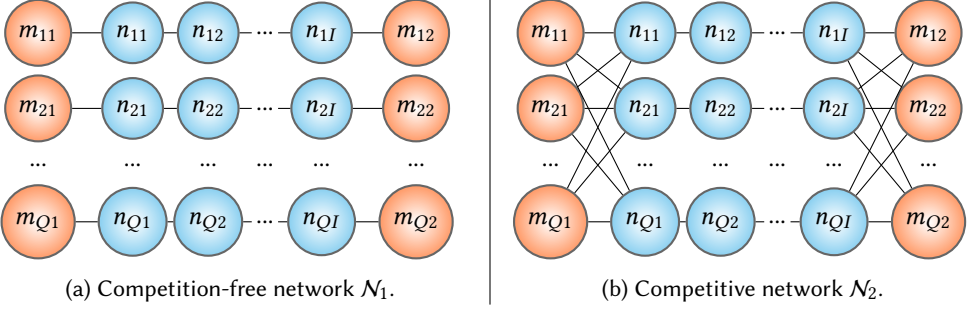 m11 n11 n12 ... n1I m12 m11 n11 n12 ... n1I m12
m21 n21 n22 ... n2I m22 m21 n21 n22 ... n2I m22
... ... ... ... ... ... ... ... ... ... ... ...
mQ1 nQ1 nQ2 ... nQI mQ2 mQ1 nQ1 nQ2 ... nQI mQ2
(a) Competition-free network 𝒩1.
(b) Competitive network 𝒩2.